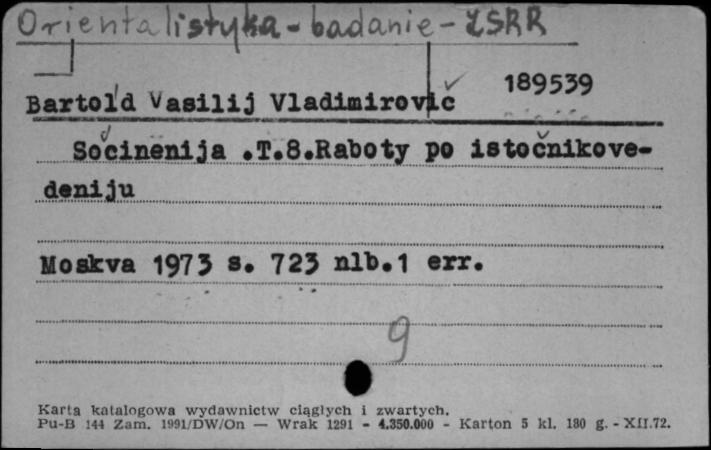 Orientalistyka - badanie - ZSRR
189539
Bartol'd Vasilij Vladimirovič
Sočinenija .T.8.Raboty po istočnikove-
deniju
Moskva 1973 s. 723 nlb.1 err.
9
Karta katalogowa wydawnictw ciągłych i zwartych.
Pu-B 144 Zam. 1991/DW/On — Wrak 1291 - 4.350.000 - Karton 5 kl. 180 g. - XII.72.